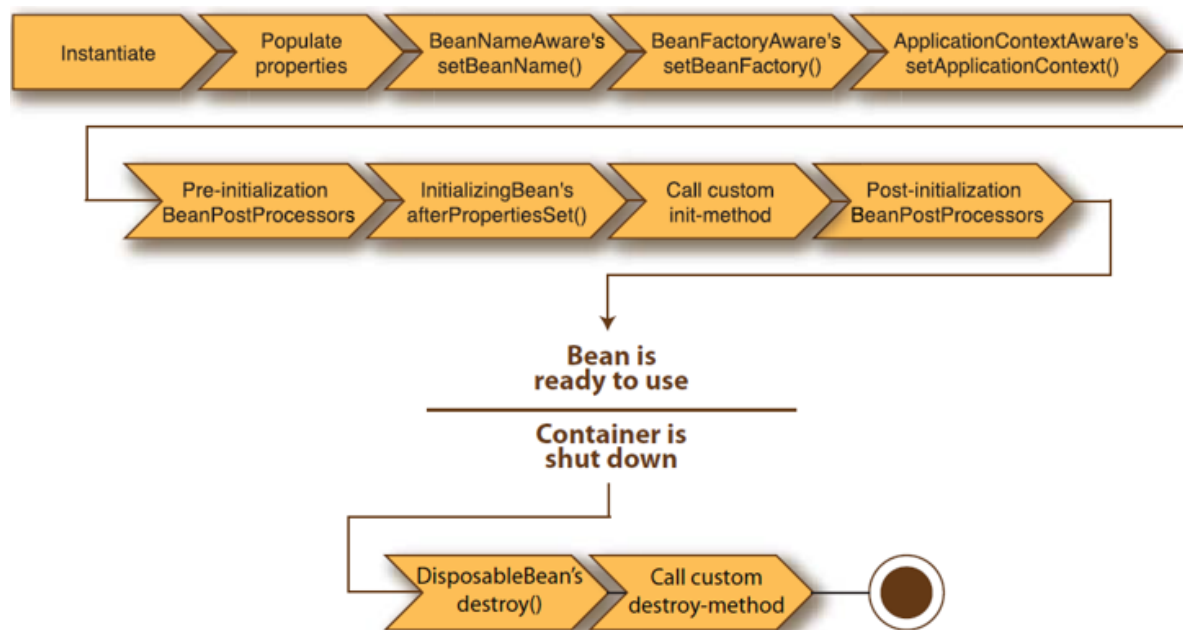 Instantiate
Populate
properties
BeanNameAware's
setBeanName()
BeanFactoryAware's
setBeanFactory()
ApplicationContextAware's
setApplicationContext()
Pre-initialization
BeanPostProcessors
InitializingBean's
afterPropertiesSet()
Call custom
init-method
Post-initialization
BeanPostProcessors
Bean is
ready to use
Container is
shut down
DisposableBean's
destroy()
Call custom
destroy-method